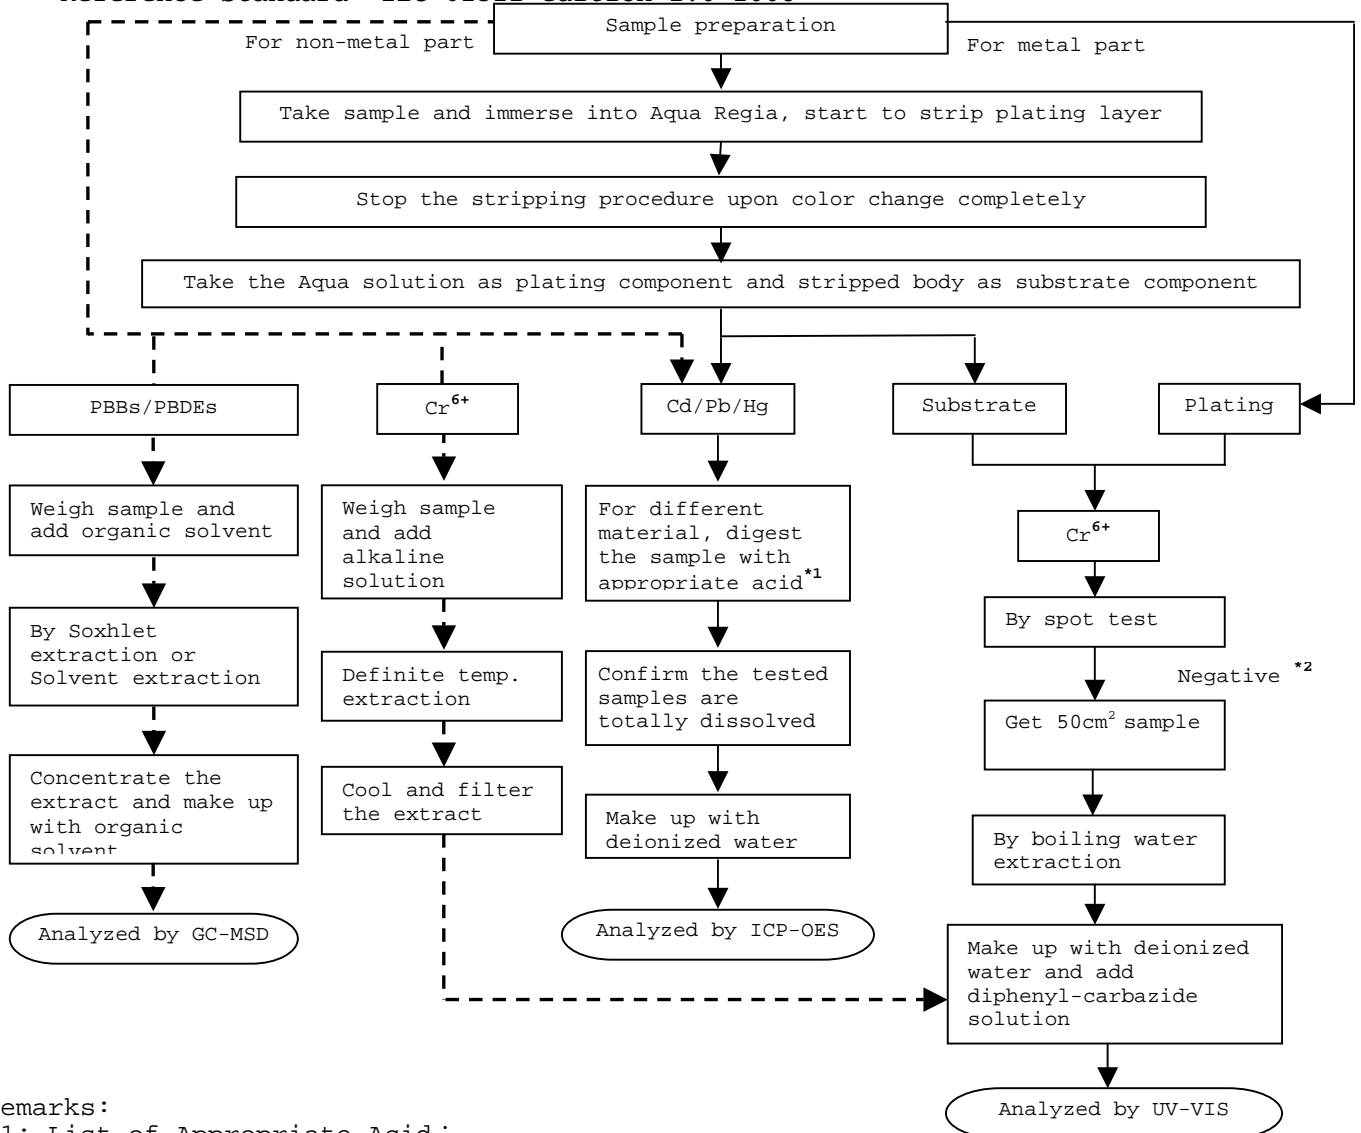 Sample preparation
For non-metal part
For metal part
Take sample and immerse into Aqua Regia, start to strip plating layer
Stop the stripping procedure upon color change completely
Take the Aqua solution as plating component and stripped body as substrate component
PBBs/PBDEs
Cr6+
Cd/Pb/Hg
Substrate
Plating
Weigh sample and
add organic solvent
Weigh sample
and add
alkaline
solution
For different
material, digest
the sample with
appropriate acid*1
Cr6+
By Soxhlet
extraction or
Solvent extraction
Definite temp.
extraction
Confirm the tested
samples are
totally dissolved
By spot test
Negative *2
Get 50cm2 sample
Concentrate the
extract and make up
with organic
solvent
Cool and filter
the extract
Make up with
deionized water
By boiling water
extraction
Analyzed by GC-MSD
Analyzed by ICP-OES
Make up with deionized
water and add
diphenyl-carbazide
solution
Analyzed by UV-VIS
emarks:
1: List of Appropriate Acid: